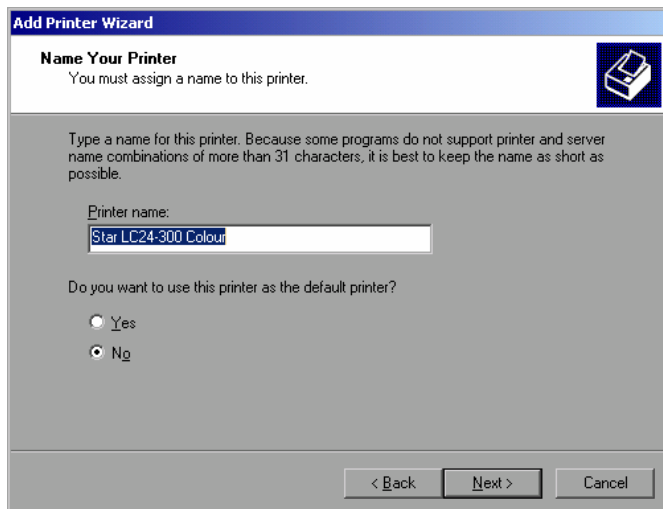 Add Printer Wizard
Name Your Printer
You must assign a name to this printer.
Type a name for this printer. Because some programs do not support printer and server
name combinations of more than 31 characters, it is best to keep the name as short as
possible.
Printer name:
Star LC24-300 Colour
Do you want to use this printer as the default printer?
Yes
No
< Back Next > Cancel